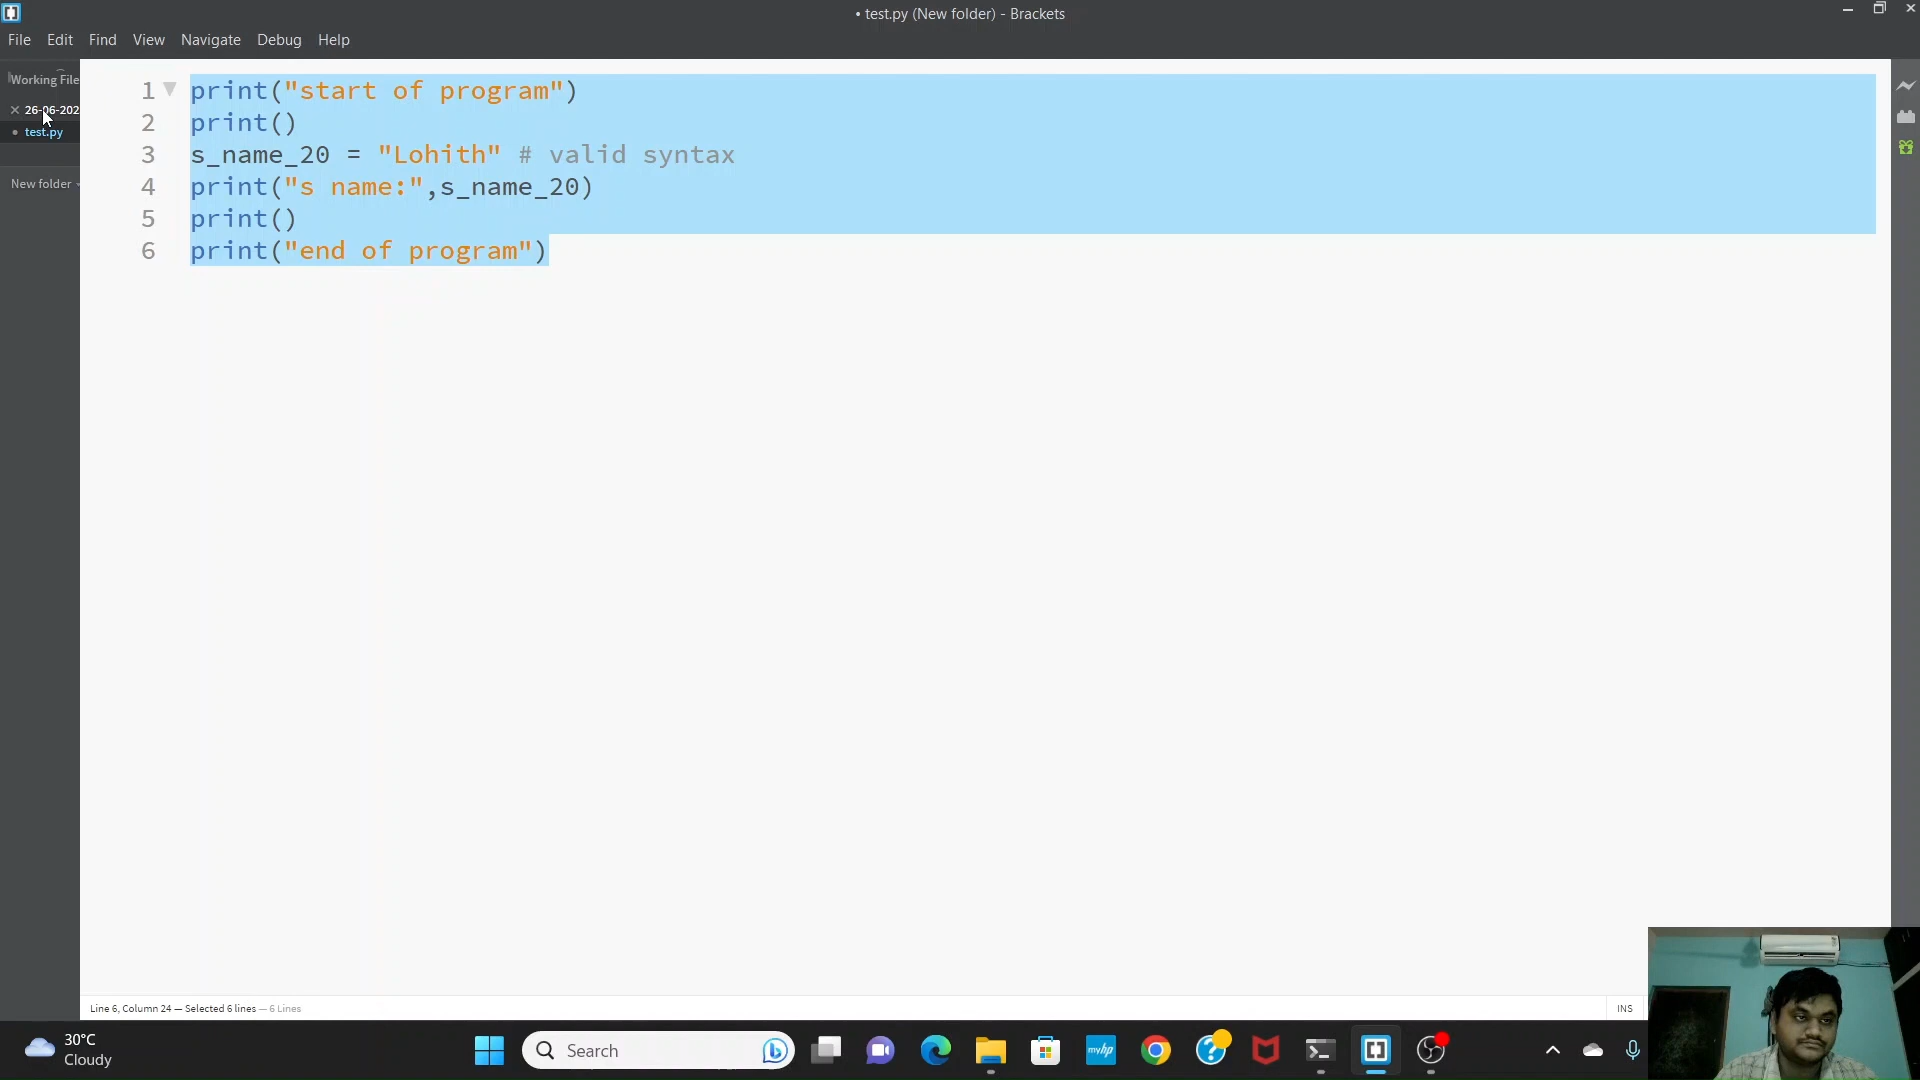 • test.py (New folder) - Brackets
File Edit Find View Navigate Debug Help
Working File
× 26-06-202
• test.py
New folder
1 print("start of program")
2 print()
3 s_name_20 = "Lohith" # valid syntax
4 print("s name:",s_name_20)
5 print()
6 print("end of program")
Line 6, Column 24 — Selected 6 lines — 6 Lines
INS
30°C
Cloudy
Search
myhp